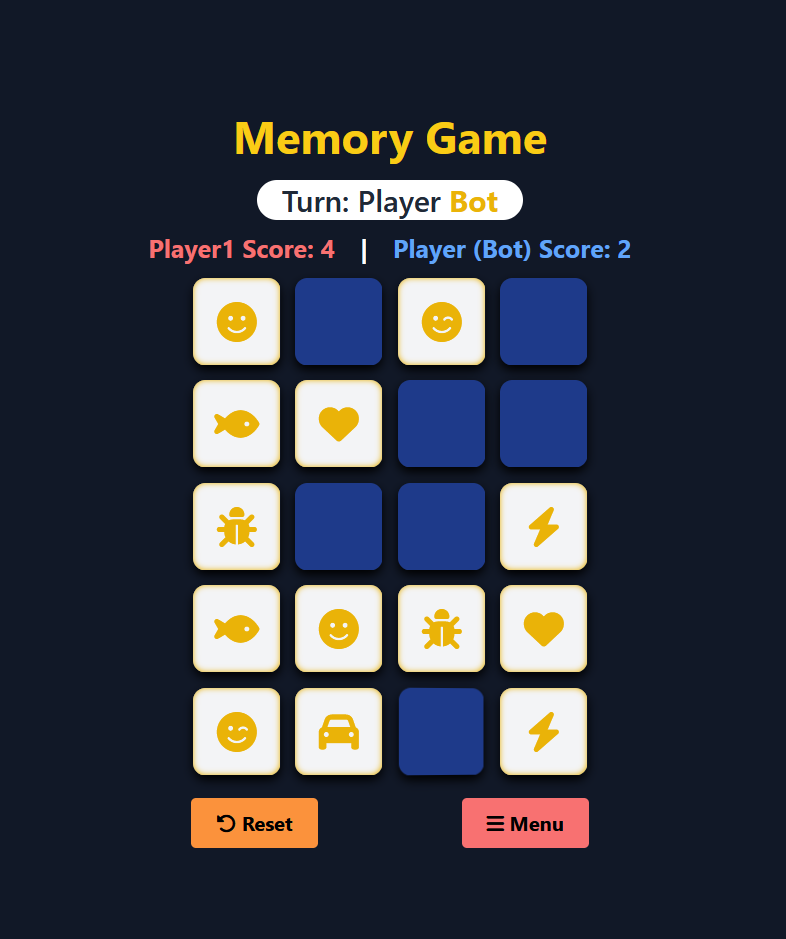 Memory Game
Turn: Player Bot
Player1 Score: 4 | Player (Bot) Score: 2
Reset
Menu